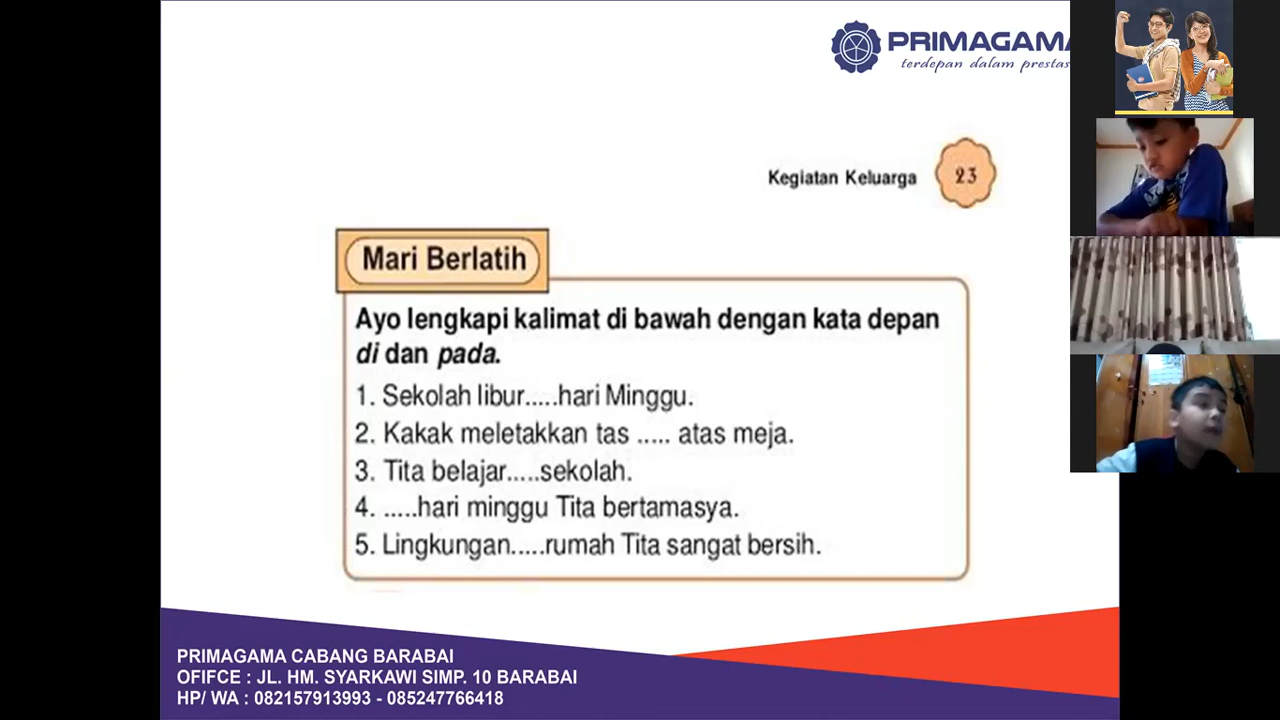 PRIMAGAMA
terdepan dalam prestas
Kegiatan Keluarga 23
Mari Berlatih
Ayo lengkapi kalimat di bawah dengan kata depan
di dan pada.
1. Sekolah libur.....hari Minggu.
2. Kakak meletakkan tas ..... atas meja.
3. Tita belajar.....sekolah.
4. .....hari minggu Tita bertamasya.
5. Lingkungan.....rumah Tita sangat bersih.
PRIMAGAMA CABANG BARABAI
OFIFCE : JL. HM. SYARKAWI SIMP. 10 BARABAI
HP/ WA : 082157913993 - 085247766418